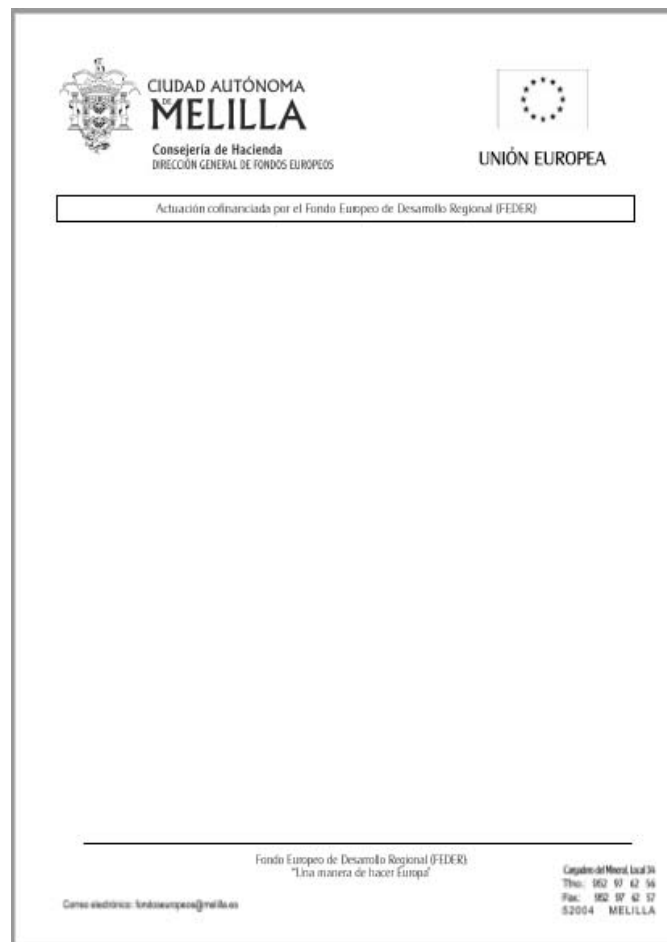 CIUDAD AUTÓNOMA
DE
MELILLA
Consejería de Hacienda
DIRECCIÓN GENERAL DE FONDOS EUROPEOS
UNIÓN EUROPEA
Actuación cofinanciada por el Fondo Europeo de Desarrollo Regional (FEDER)
Fondo Europeo de Desarrollo Regional (FEDER)
"Una manera de hacer Europa"
Cargadero del Mineral, Local 34
Tfno.: 952 97 62 56
Fax: 952 97 62 57
52004 MELILLA
Correo electrónico: fondoseuropeos@melilla.es